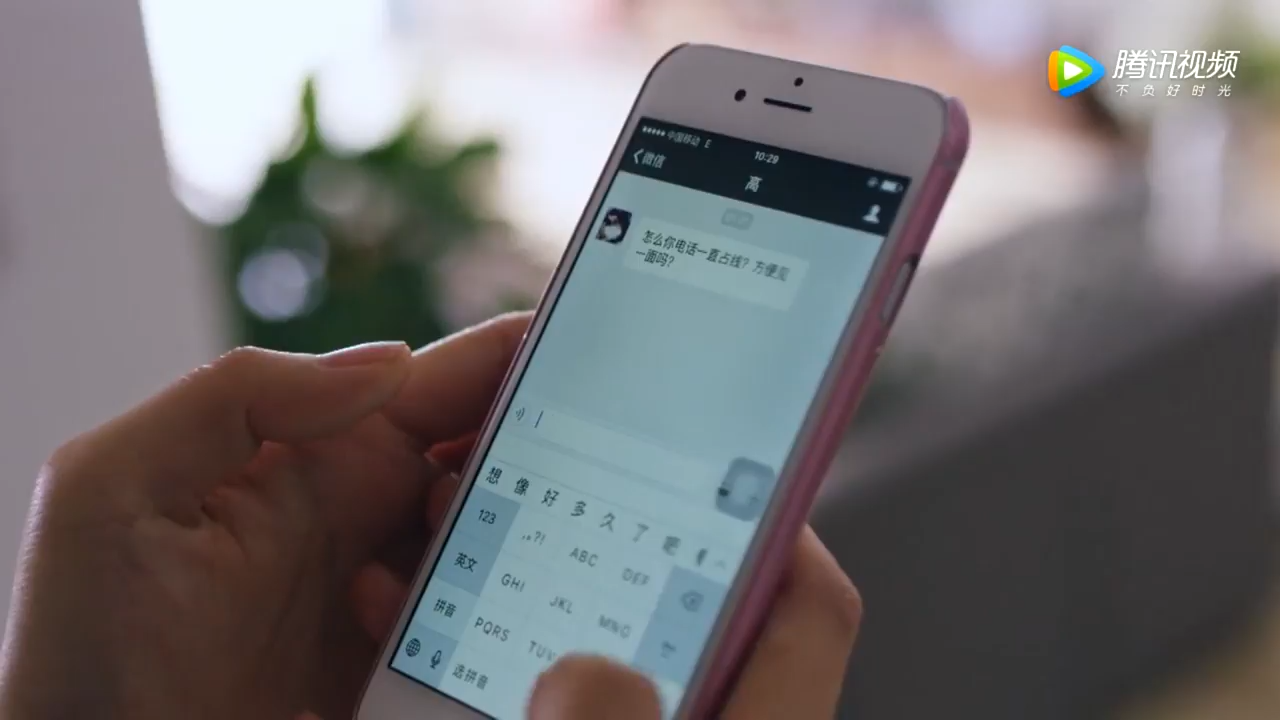 腾讯视频
不负好时光
中国移动 E
10:29
微信
高
怎么你电话一直占线？方便见
一面吗？
想 像 好 多 久 了 吧
123
,。?!
ABC
DEF
英文
GHI
JKL
MNO
拼音
PQRS
TUV
选拼音